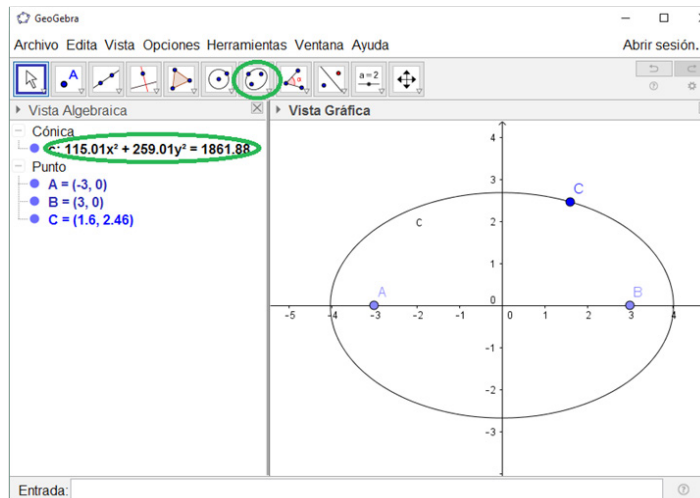 GeoGebra
Archivo Edita Vista Opciones Herramientas Ventana Ayuda Abrir sesión.
A
α
a=2
Vista Algebraica
Vista Gráfica
Cónica
c: 115.01x² + 259.01y² = 1861.88
Punto
A = (-3, 0)
B = (3, 0)
C = (1.6, 2.46)
4
3
C
c
2
1
A
B
0
-5 -4 -3 -2 -1 0 1 2 3 4
-1
-2
-3
Entrada: